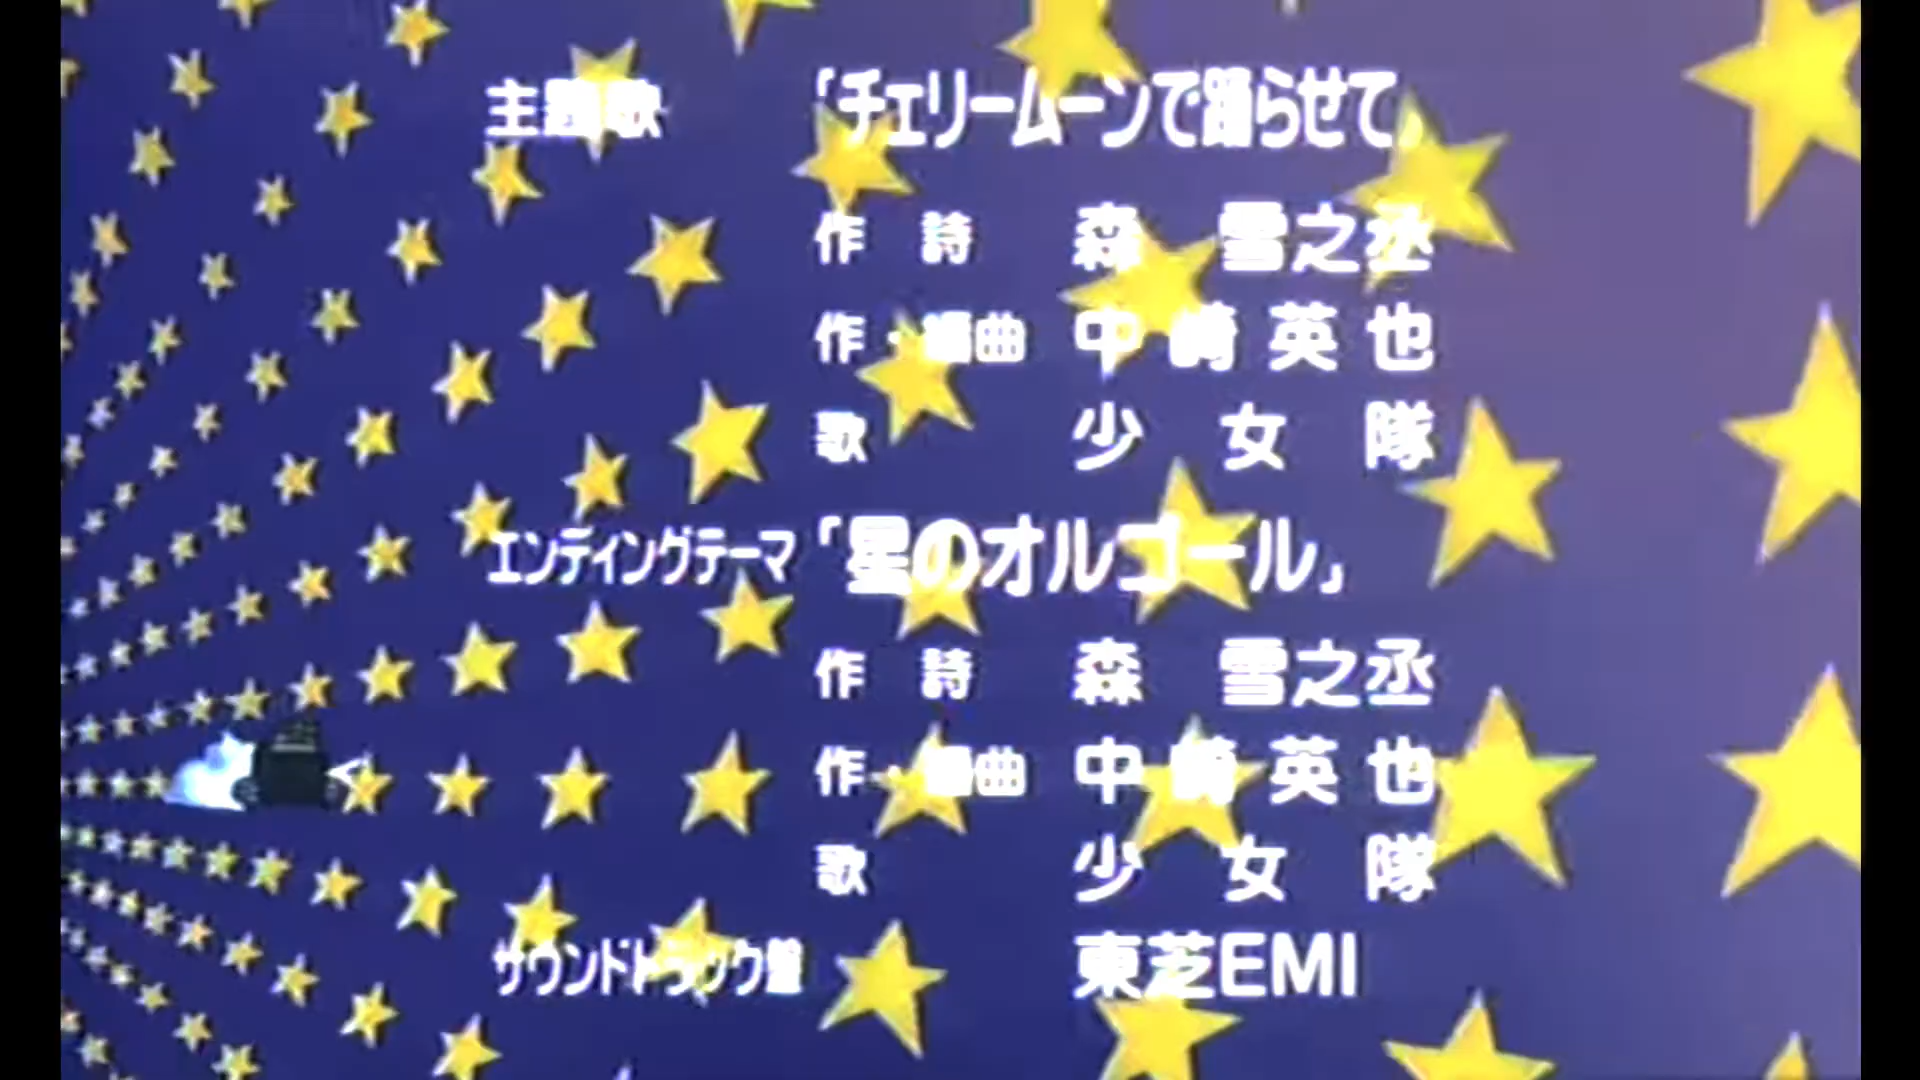 主題歌 「チェリームーンで踊らせて」
作 詩 森 雪之丞
作・編曲 中崎英也
歌 少女隊
エンディングテーマ「星のオルゴール」
作 詩 森 雪之丞
作・編曲 中崎英也
歌 少女隊
サウンドトラック盤 東芝EMI